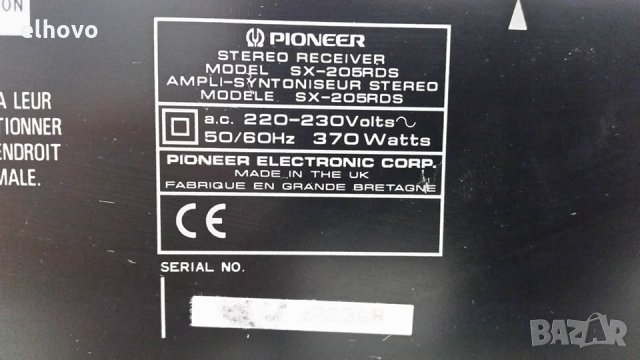 ON
elhovo
A LEUR
TIONNER
ENDROIT
MALE.
PIONEER
STEREO RECEIVER
MODEL SX-205RDS
AMPLI-SYNTONISEUR STEREO
MODELE SX-205RDS
a.c. 220-230Volts~
50/60Hz 370 Watts
PIONEER ELECTRONIC CORP.
MADE IN THE UK
FABRIQUE EN GRANDE BRETAGNE
CE
SERIAL NO.
BAZAR